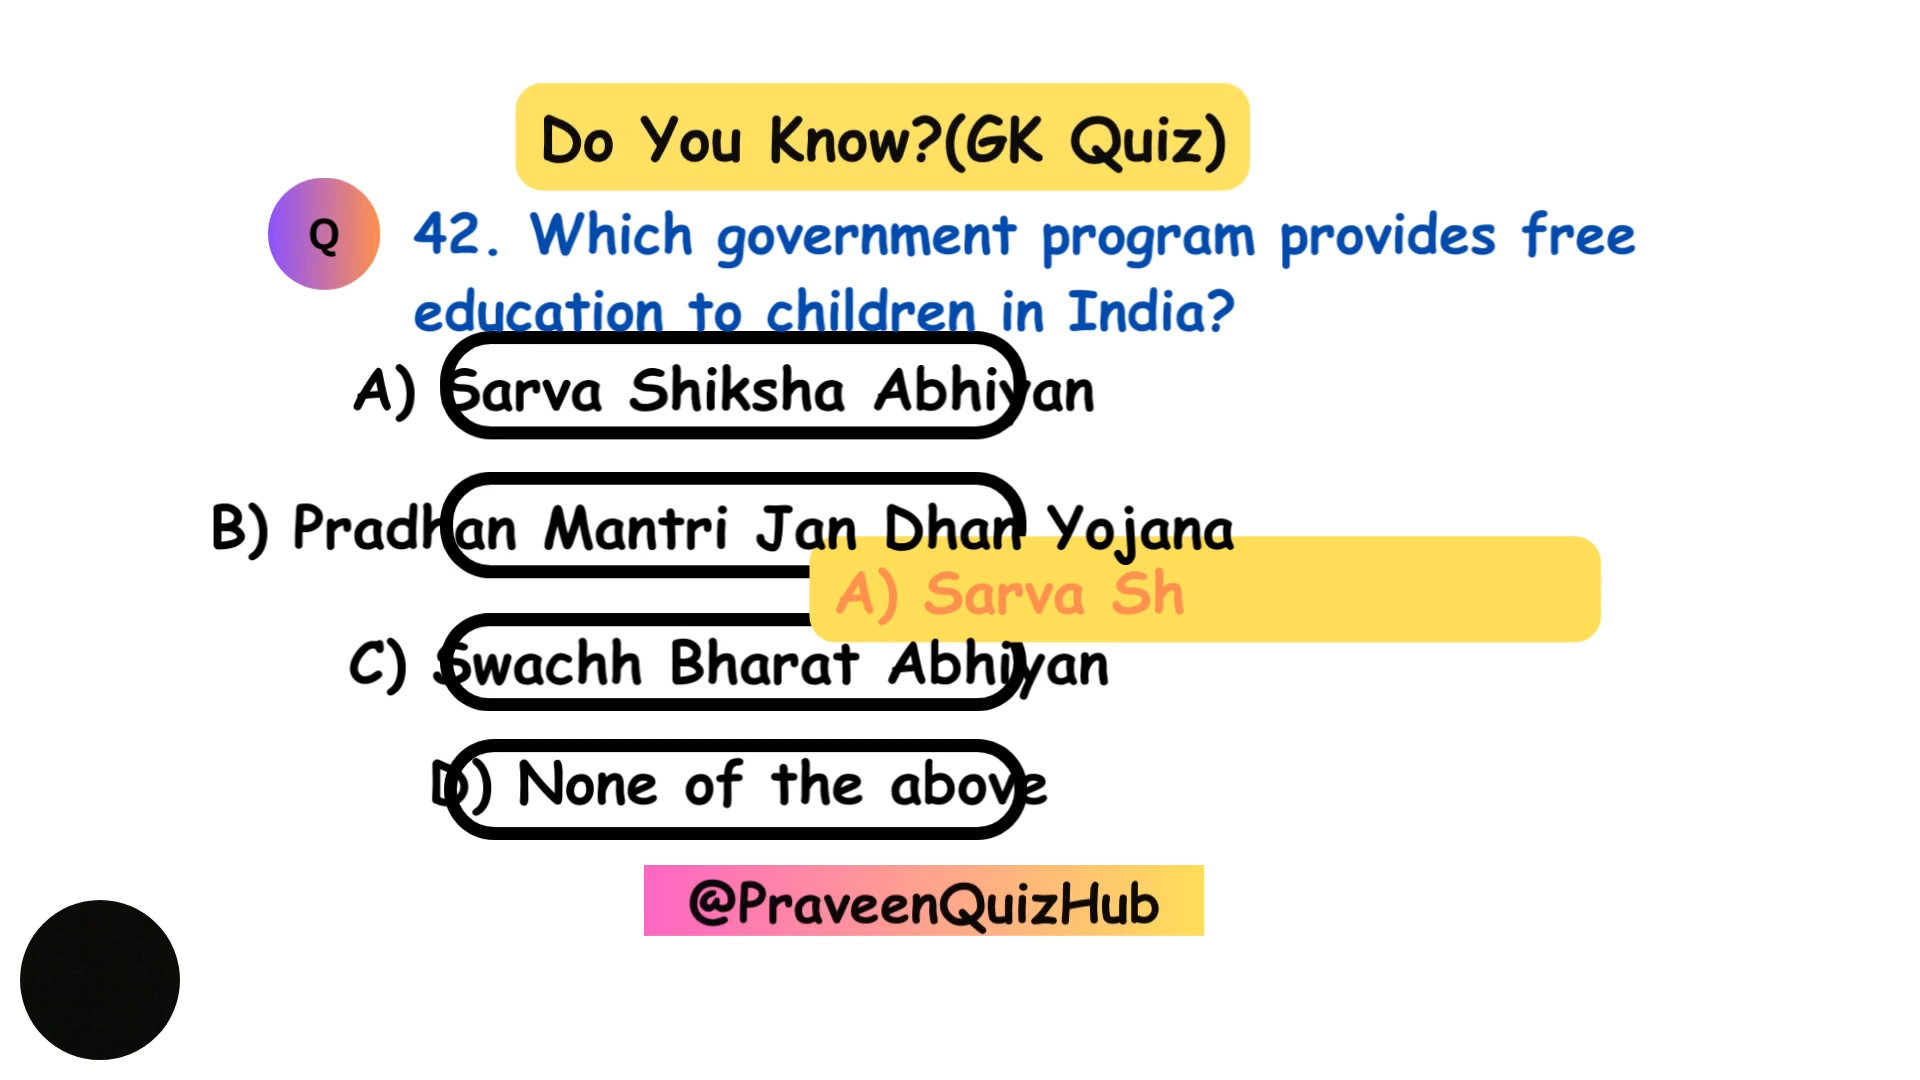 Do You Know?(GK Quiz)
Q
42. Which government program provides free
education to children in India?
A) Sarva Shiksha Abhiyan
B) Pradhan Mantri Jan Dhan Yojana
A) Sarva Sh
C) Swachh Bharat Abhiyan
D) None of the above
@PraveenQuizHub